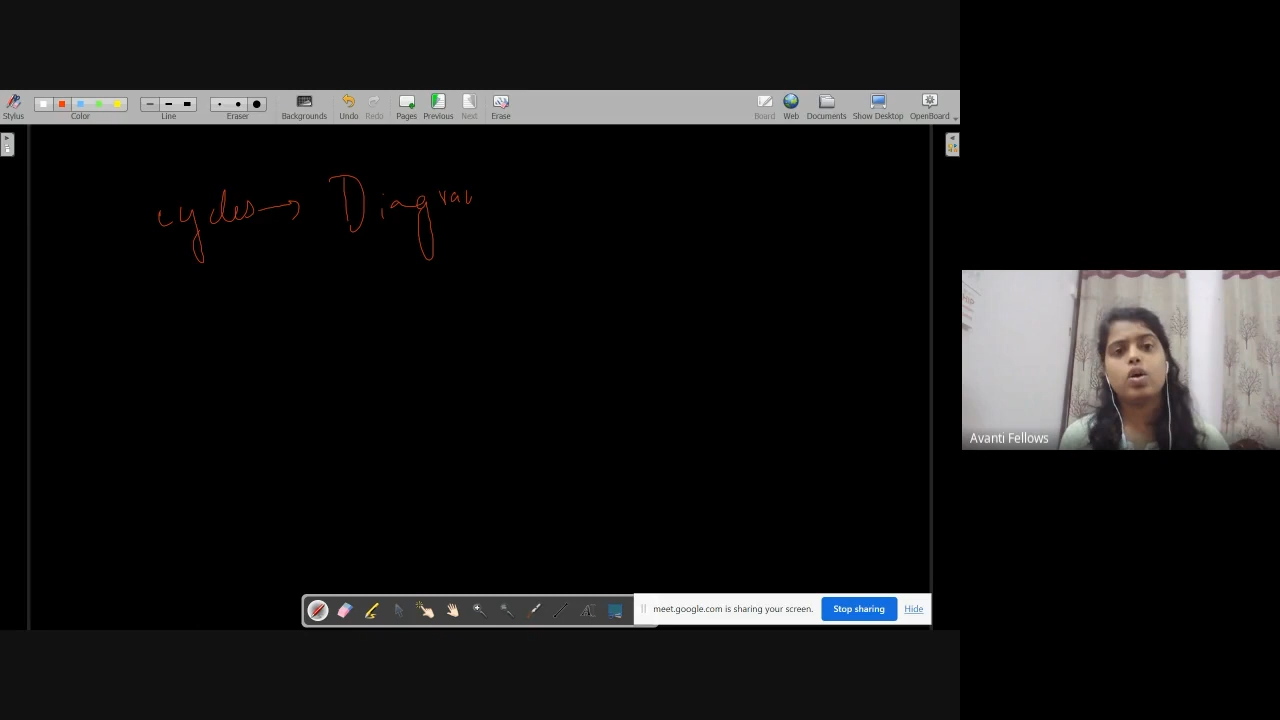 Stylus
Color
Line
Eraser
Backgrounds
Undo
Redo
Pages
Previous
Next
Erase
Board
Web
Documents
Show Desktop
OpenBoard
cycles → Diagra
meet.google.com is sharing your screen.
Stop sharing
Hide
Avanti Fellows